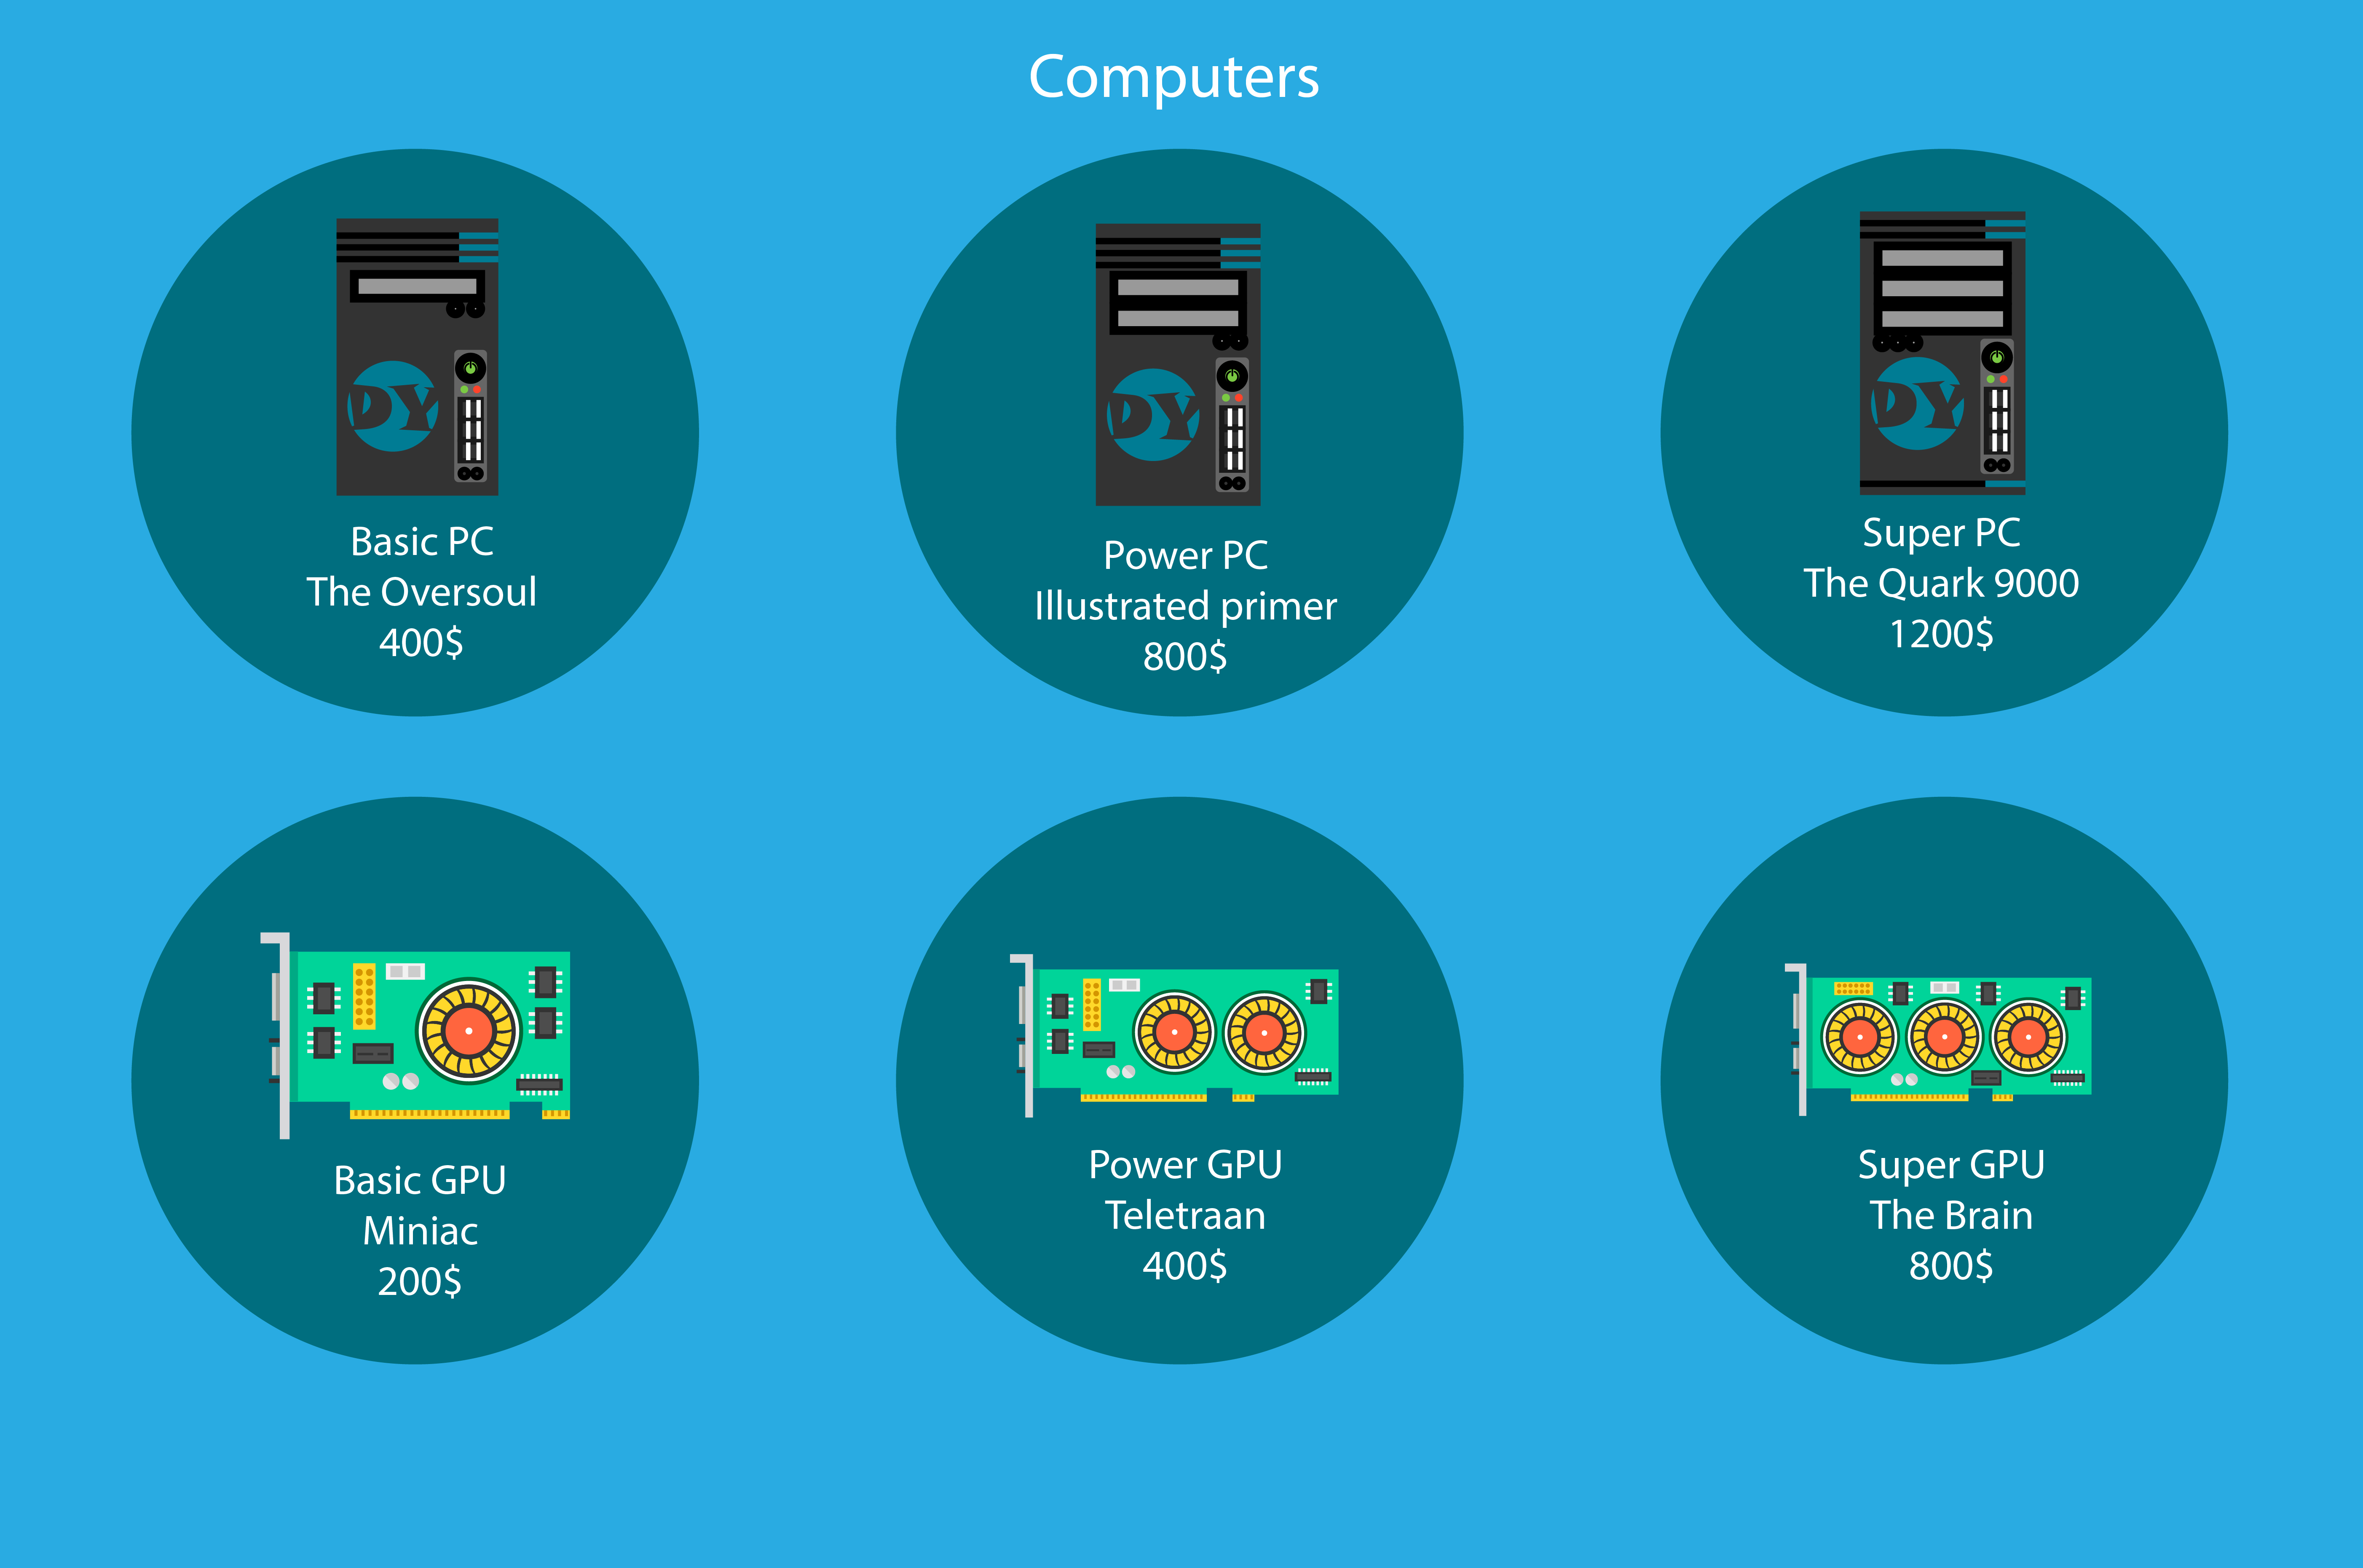 Computers
DY
Basic PC
The Oversoul
400$
DY
Power PC
Illustrated primer
800$
DY
Super PC
The Quark 9000
1200$
Basic GPU
Miniac
200$
Power GPU
Teletraan
400$
Super GPU
The Brain
800$